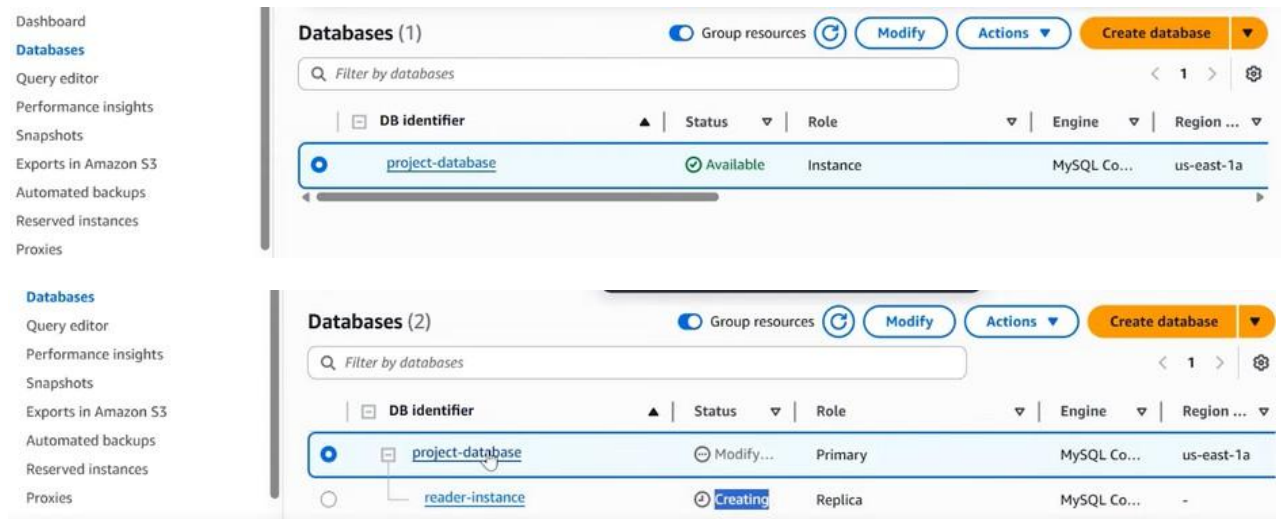 Dashboard
Databases
Query editor
Performance insights
Snapshots
Exports in Amazon S3
Automated backups
Reserved instances
Proxies
Databases (1)
Group resources Modify Actions Create database
Filter by databases
1
DB identifier Status Role Engine Region ...
project-database Available Instance MySQL Co... us-east-1a
Databases
Query editor
Performance insights
Snapshots
Exports in Amazon S3
Automated backups
Reserved instances
Proxies
Databases (2)
Group resources Modify Actions Create database
Filter by databases
1
DB identifier Status Role Engine Region ...
project-database Modify... Primary MySQL Co... us-east-1a
reader-instance Creating Replica MySQL Co... -